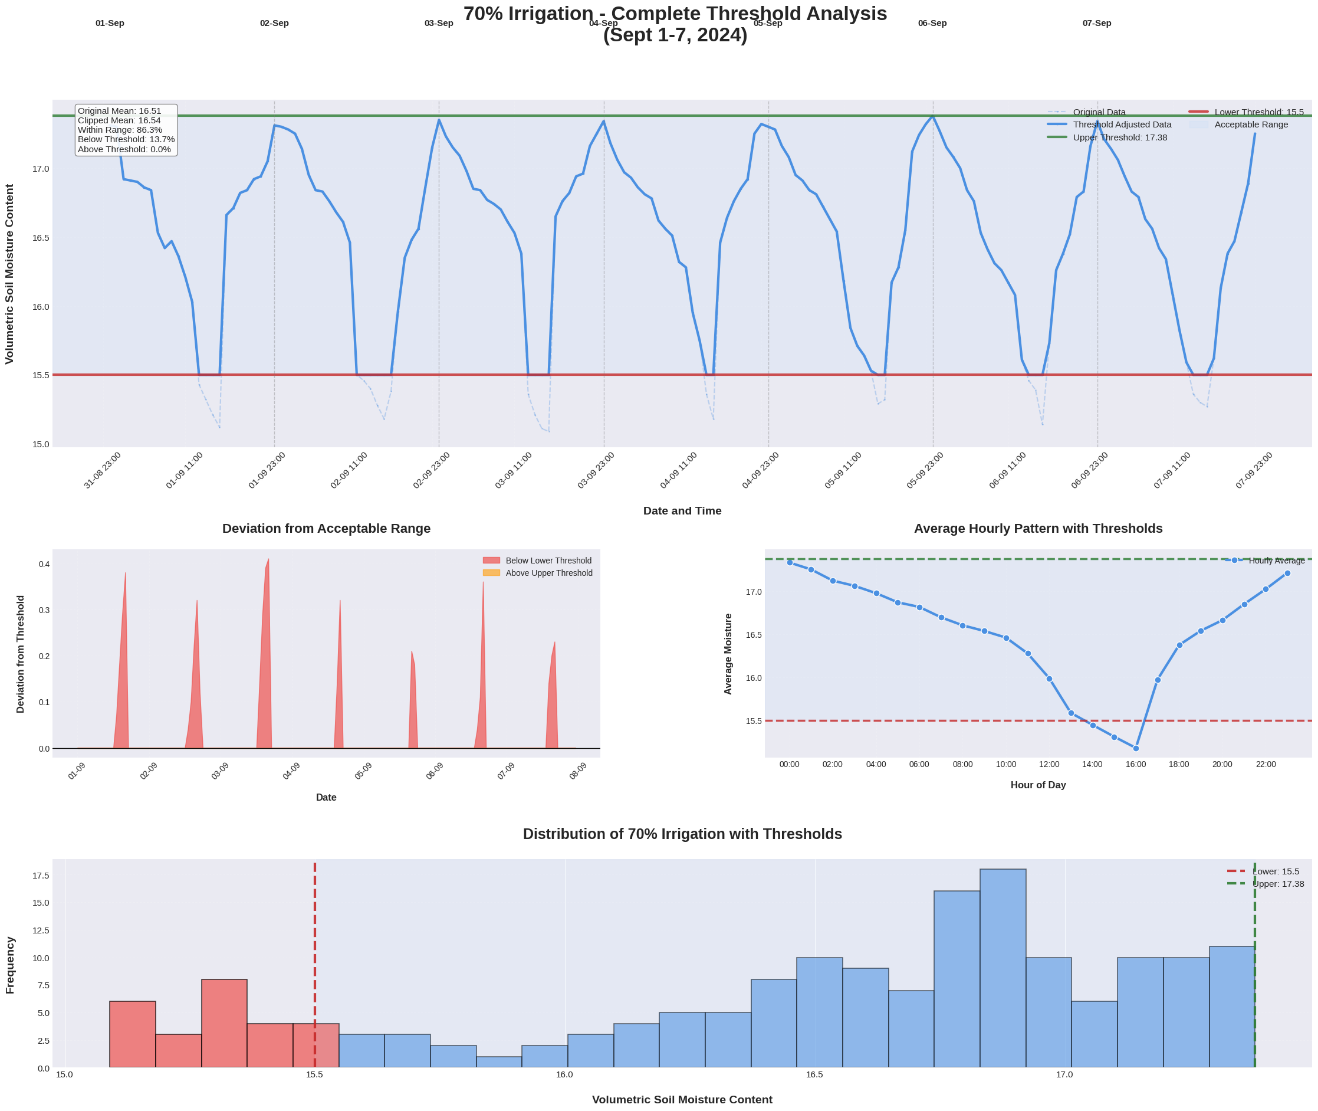 70% Irrigation - Complete Threshold Analysis
(Sept 1-7, 2024)
01-Sep 02-Sep 03-Sep 04-Sep 05-Sep 06-Sep 07-Sep
Original Mean: 16.51
Clipped Mean: 16.54
Within Range: 86.3%
Below Threshold: 13.7%
Above Threshold: 0.0%
Original Data
Threshold Adjusted Data
Upper Threshold: 17.38
Lower Threshold: 15.5
Acceptable Range
Volumetric Soil Moisture Content
17.0
16.5
16.0
15.5
15.0
31-08 23:00 01-09 11:00 01-09 23:00 02-09 11:00 02-09 23:00 03-09 11:00 03-09 23:00 04-09 11:00 04-09 23:00 05-09 11:00 05-09 23:00 06-09 11:00 06-09 23:00 07-09 11:00 07-09 23:00
Date and Time
Deviation from Acceptable Range
Below Lower Threshold
Above Upper Threshold
Deviation from Threshold
0.4
0.3
0.2
0.1
0.0
01-09 02-09 03-09 04-09 05-09 06-09 07-09 08-09
Date
Average Hourly Pattern with Thresholds
Hourly Average
Average Moisture
17.0
16.5
16.0
15.5
00:00 02:00 04:00 06:00 08:00 10:00 12:00 14:00 16:00 18:00 20:00 22:00
Hour of Day
Distribution of 70% Irrigation with Thresholds
Lower: 15.5
Upper: 17.38
Frequency
17.5
15.0
12.5
10.0
7.5
5.0
2.5
0.0
15.0 15.5 16.0 16.5 17.0
Volumetric Soil Moisture Content